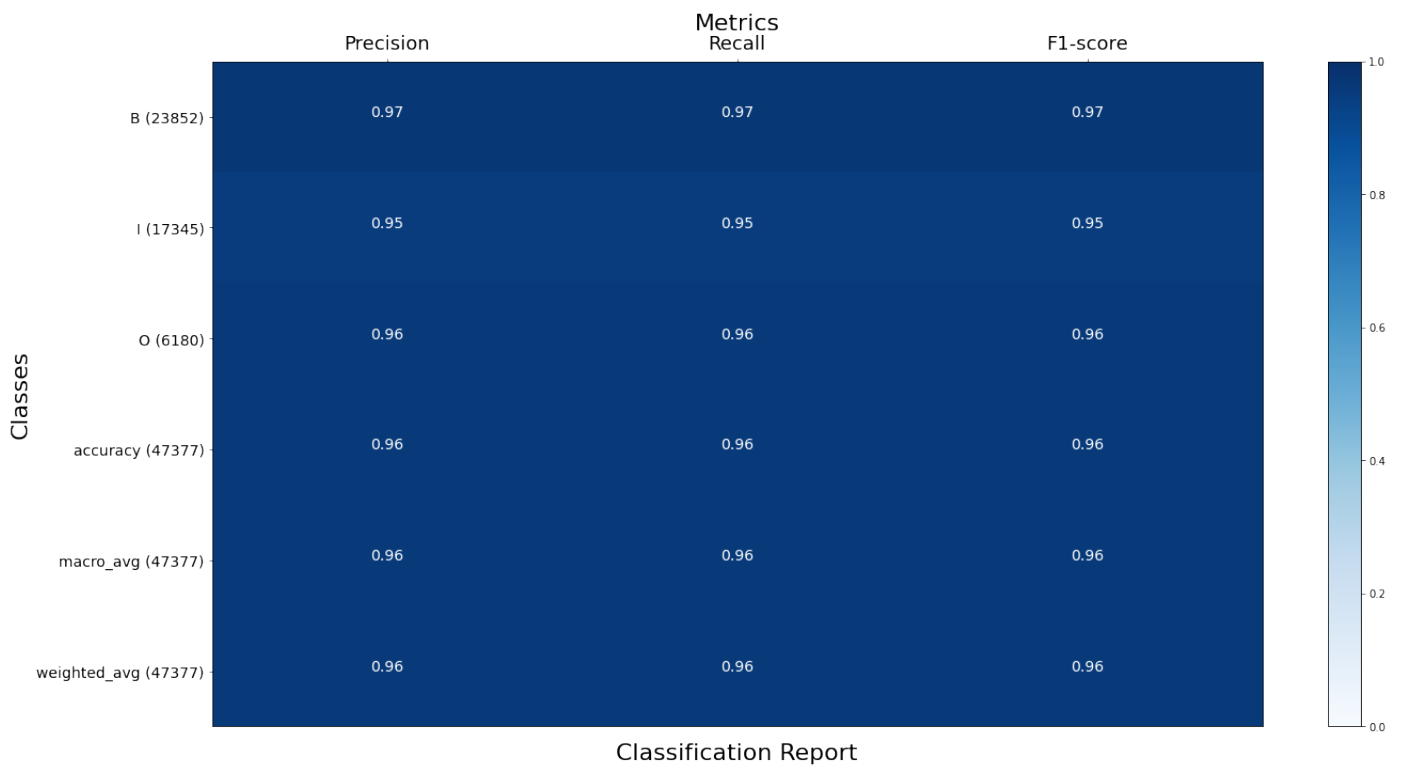 Metrics
Precision Recall F1-score
B (23852) 0.97 0.97 0.97
I (17345) 0.95 0.95 0.95
O (6180) 0.96 0.96 0.96
accuracy (47377) 0.96 0.96 0.96
macro_avg (47377) 0.96 0.96 0.96
weighted_avg (47377) 0.96 0.96 0.96
Classes
Classification Report
1.0
0.8
0.6
0.4
0.2
0.0